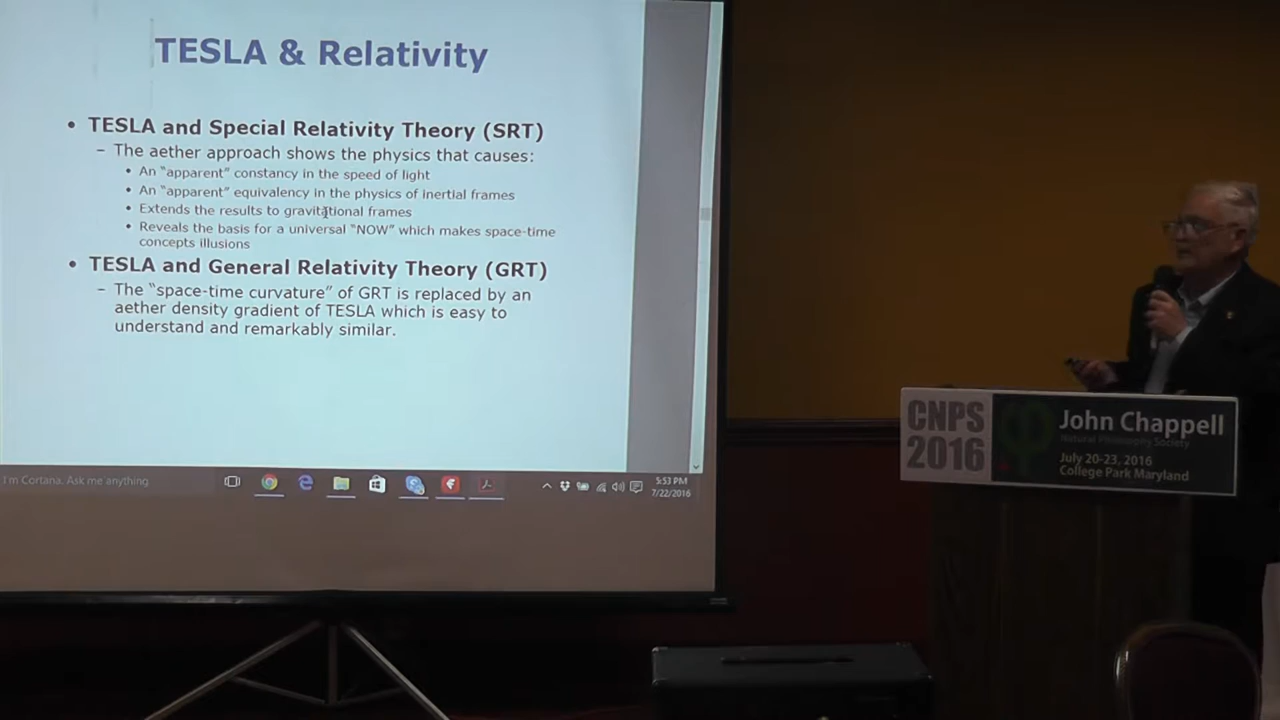 TESLA & Relativity
• TESLA and Special Relativity Theory (SRT)
– The aether approach shows the physics that causes:
• An “apparent” constancy in the speed of light
• An “apparent” equivalency in the physics of inertial frames
• Extends the results to gravitational frames
• Reveals the basis for a universal “NOW” which makes space-time
concepts illusions
• TESLA and General Relativity Theory (GRT)
– The “space-time curvature” of GRT is replaced by an
aether density gradient of TESLA which is easy to
understand and remarkably similar.
I'm Cortana. Ask me anything
5:53 PM
7/22/2016
CNPS
2016
John Chappell
Natural Philosophy Society
July 20-23, 2016
College Park Maryland